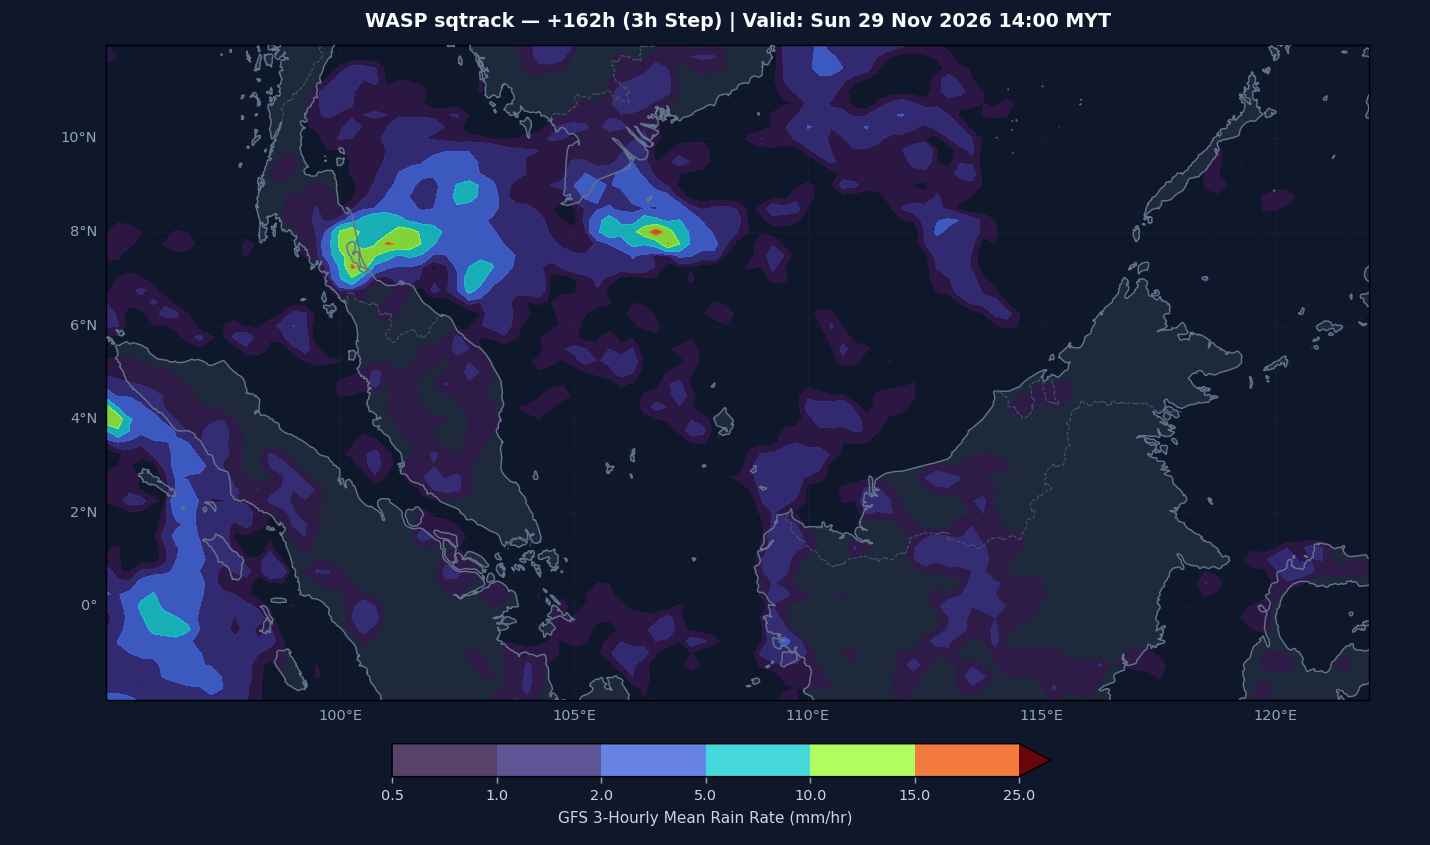 WASP sqtrack — +162h (3h Step) | Valid: Sun 29 Nov 2026 14:00 MYT
10°N
8°N
6°N
4°N
2°N
0°
100°E 105°E 110°E 115°E 120°E
0.5 1.0 2.0 5.0 10.0 15.0 25.0
GFS 3-Hourly Mean Rain Rate (mm/hr)